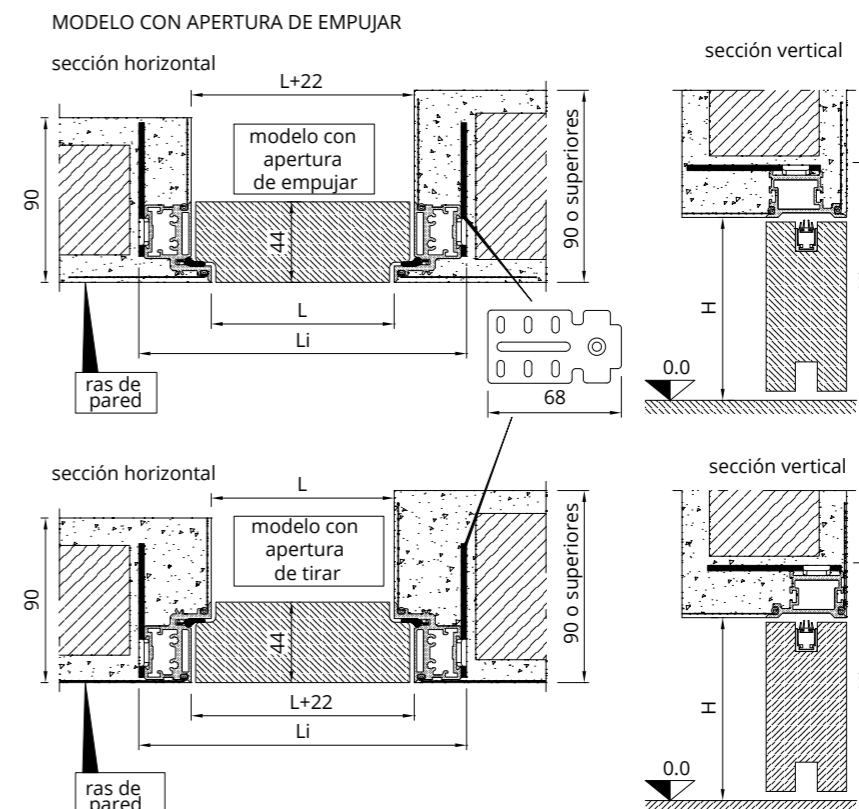 MODELO CON APERTURA DE EMPUJAR
sección horizontal
sección vertical
L+22
modelo con
apertura
de empujar
90
44
90 o superiores
L
Li
ras de
pared
68
H
0.0
sección horizontal
sección vertical
L
modelo con
apertura
de tirar
90
44
90 o superiores
L+22
Li
ras de
pared
H
0.0